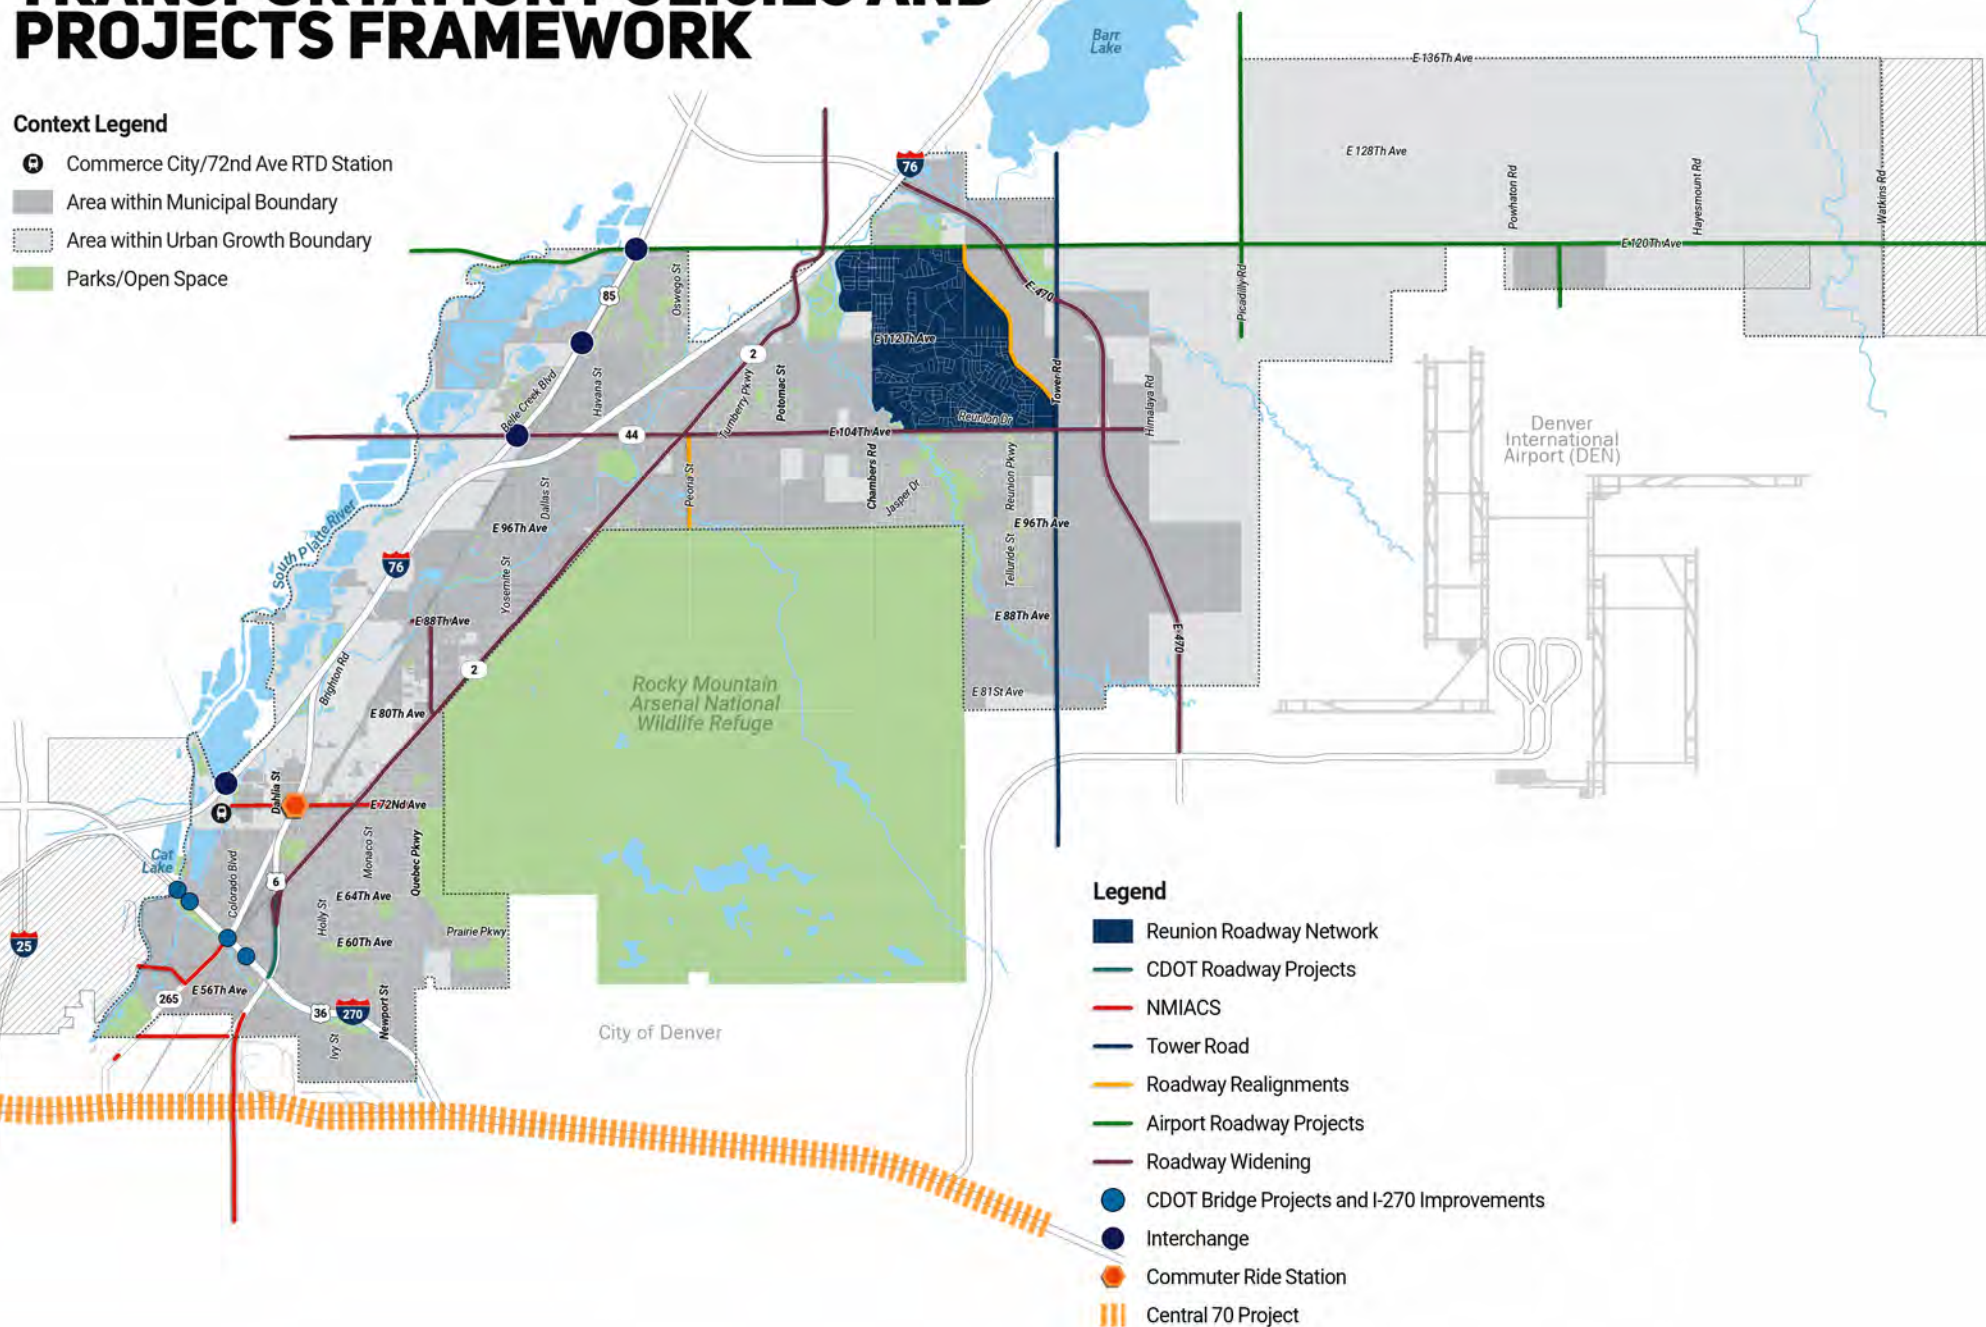 TRANSPORTATION POLICIES AND
PROJECTS FRAMEWORK
Context Legend
Commerce City/72nd Ave RTD Station
Area within Municipal Boundary
Area within Urban Growth Boundary
Parks/Open Space
Barr
Lake
E 136Th Ave
E 128Th Ave
Powhaton Rd
Hayesmount Rd
Watkins Rd
76
E 120Th Ave
85
Oswego St
Picadilly Rd
E-470
E 112Th Ave
2
Belle Creek Blvd
Havana St
Turnberry Pkwy
Potomac St
Tower Rd
Himalaya Rd
Reunion Dr
44
E 104Th Ave
Denver
International
Airport (DEN)
Peoria St
Chambers Rd
Jasper Dr
Reunion Pkwy
Dallas St
E 96Th Ave
E 96Th Ave
South Platte River
76
Yosemite St
Telluride St
E 88Th Ave
E 88Th Ave
E-470
2
Brighton Rd
Rocky Mountain
Arsenal National
Wildlife Refuge
E 81St Ave
E 80Th Ave
Dahlia St
E 72Nd Ave
Cat
Lake
Colorado Blvd
Monaco St
Quebec Pkwy
6
E 64Th Ave
Holly St
Prairie Pkwy
E 60Th Ave
25
E 56Th Ave
265
36
270
Newport St
Ivy St
City of Denver
Legend
Reunion Roadway Network
CDOT Roadway Projects
NMIACS
Tower Road
Roadway Realignments
Airport Roadway Projects
Roadway Widening
CDOT Bridge Projects and I-270 Improvements
Interchange
Commuter Ride Station
Central 70 Project